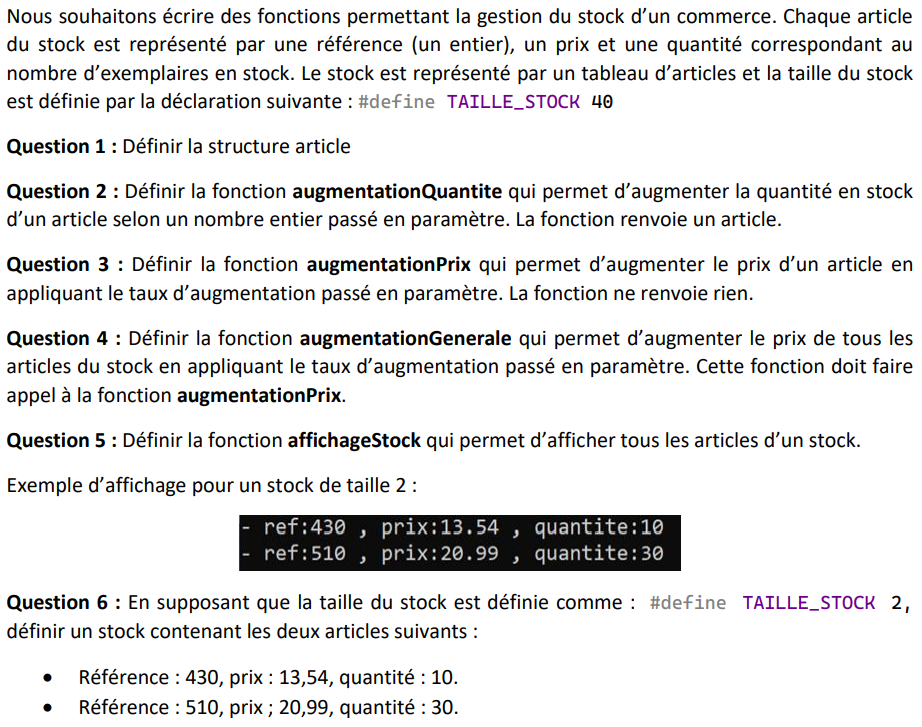 Nous souhaitons écrire des fonctions permettant la gestion du stock d’un commerce. Chaque article
du stock est représenté par une référence (un entier), un prix et une quantité correspondant au
nombre d’exemplaires en stock. Le stock est représenté par un tableau d’articles et la taille du stock
est définie par la déclaration suivante : #define TAILLE_STOCK 40
Question 1 : Définir la structure article
Question 2 : Définir la fonction augmentationQuantite qui permet d’augmenter la quantité en stock
d’un article selon un nombre entier passé en paramètre. La fonction renvoie un article.
Question 3 : Définir la fonction augmentationPrix qui permet d’augmenter le prix d’un article en
appliquant le taux d’augmentation passé en paramètre. La fonction ne renvoie rien.
Question 4 : Définir la fonction augmentationGenerale qui permet d’augmenter le prix de tous les
articles du stock en appliquant le taux d’augmentation passé en paramètre. Cette fonction doit faire
appel à la fonction augmentationPrix.
Question 5 : Définir la fonction affichageStock qui permet d’afficher tous les articles d’un stock.
Exemple d’affichage pour un stock de taille 2 :
- ref:430 , prix:13.54 , quantite:10
- ref:510 , prix:20.99 , quantite:30
Question 6 : En supposant que la taille du stock est définie comme : #define TAILLE_STOCK 2,
définir un stock contenant les deux articles suivants :
• Référence : 430, prix : 13,54, quantité : 10.
• Référence : 510, prix ; 20,99, quantité : 30.